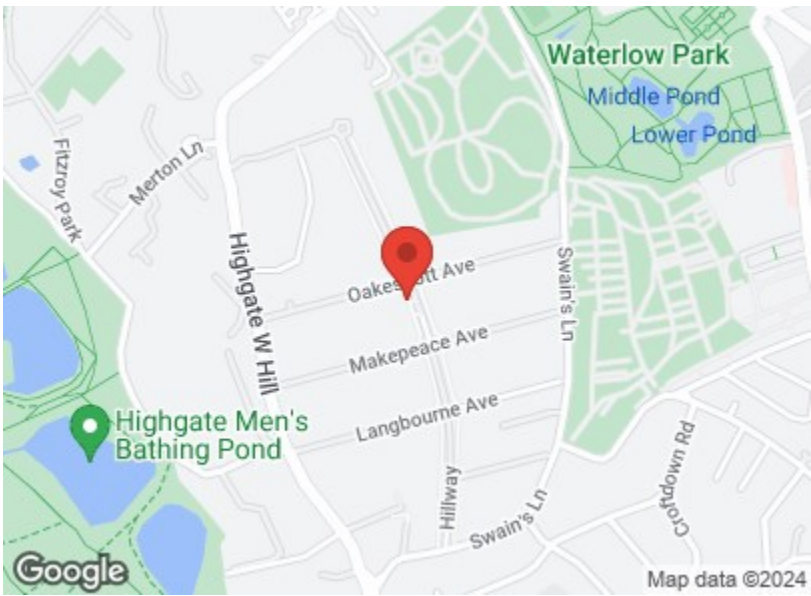 Waterlow Park
Middle Pond
Lower Pond
Merton Ln
Fitzroy Park
Highgate W Hill
Swain's Ln
Makepeace Ave
Langbourne Ave
Ave
Highgate Men's
Bathing Pond
Hillway
Swain's Ln
Croftdown Rd
Google
Map data ©2024